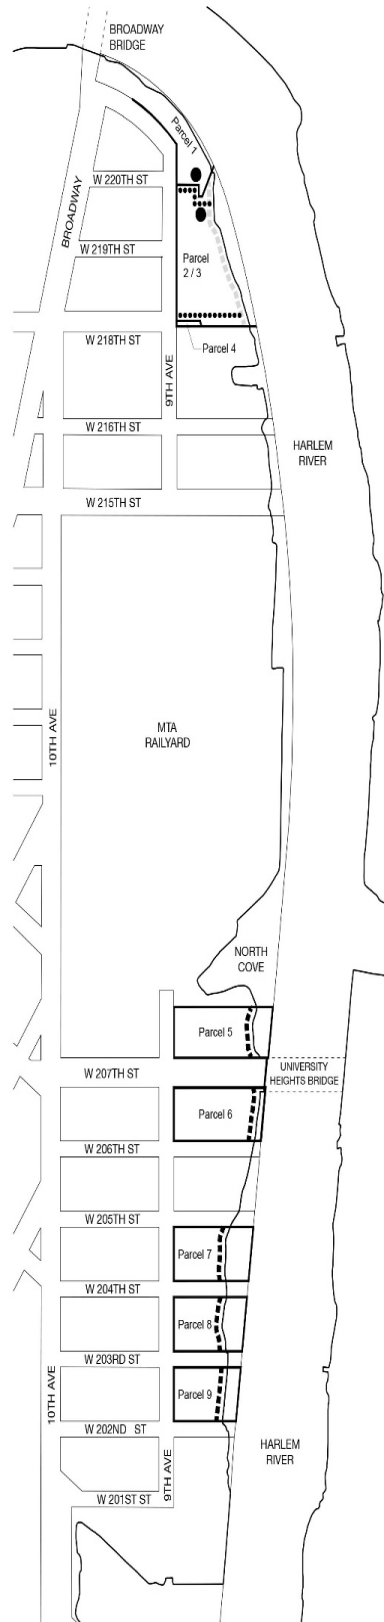 BROADWAY
BRIDGE
Parcel 1
W 220TH ST
BROADWAY
W 219TH ST
Parcel
2 / 3
W 218TH ST
Parcel 4
9TH AVE
W 216TH ST
HARLEM
RIVER
W 215TH ST
10TH AVE
MTA
RAILYARD
NORTH
COVE
Parcel 5
W 207TH ST
UNIVERSITY
HEIGHTS BRIDGE
Parcel 6
W 206TH ST
W 205TH ST
Parcel 7
W 204TH ST
Parcel 8
W 203RD ST
10TH AVE
Parcel 9
W 202ND ST
9TH AVE
HARLEM
RIVER
W 201ST ST